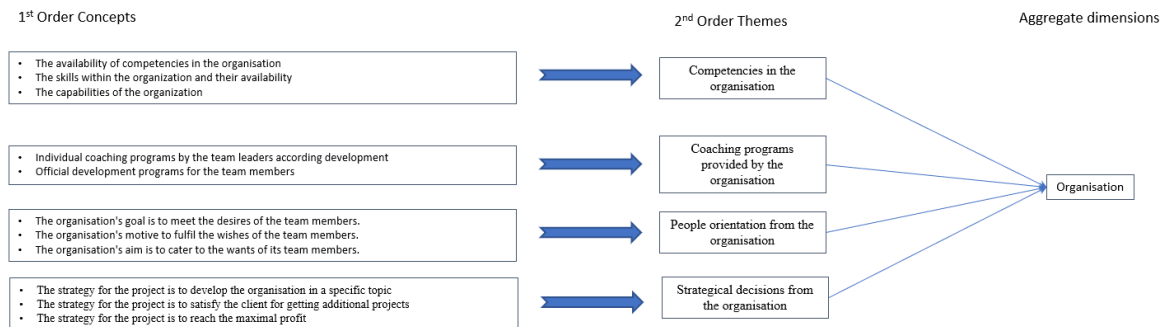 1st Order Concepts
2nd Order Themes
Aggregate dimensions
• The availability of competencies in the organisation
• The skills within the organization and their availability
• The capabilities of the organization
Competencies in the
organisation
• Individual coaching programs by the team leaders according development
• Official development programs for the team members
Coaching programs
provided by the
organisation
Organisation
• The organisation's goal is to meet the desires of the team members.
• The organisation's motive to fulfil the wishes of the team members.
• The organisation's aim is to cater to the wants of its team members.
People orientation from the
organisation
• The strategy for the project is to develop the organisation in a specific topic
• The strategy for the project is to satisfy the client for getting additional projects
• The strategy for the project is to reach the maximal profit
Strategical decisions from
the organisation